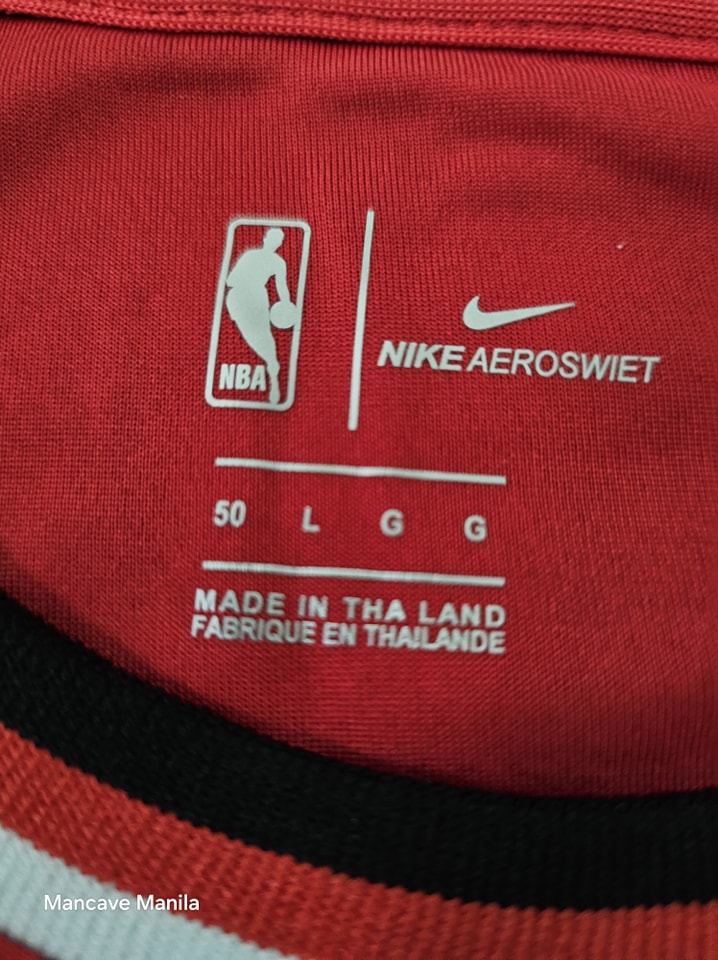 NBA
NIKE AEROSWIET
50 L G G
MADE IN THA LAND
FABRIQUE EN THAILANDE
Mancave Manila